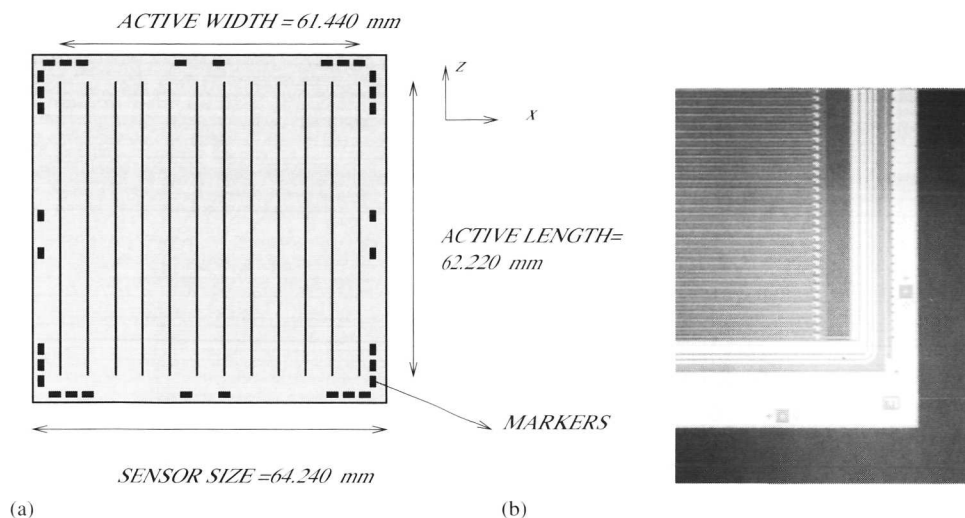 ACTIVE WIDTH = 61.440 mm
Z
X
ACTIVE LENGTH=
62.220 mm
MARKERS
SENSOR SIZE =64.240 mm
(a)
(b)